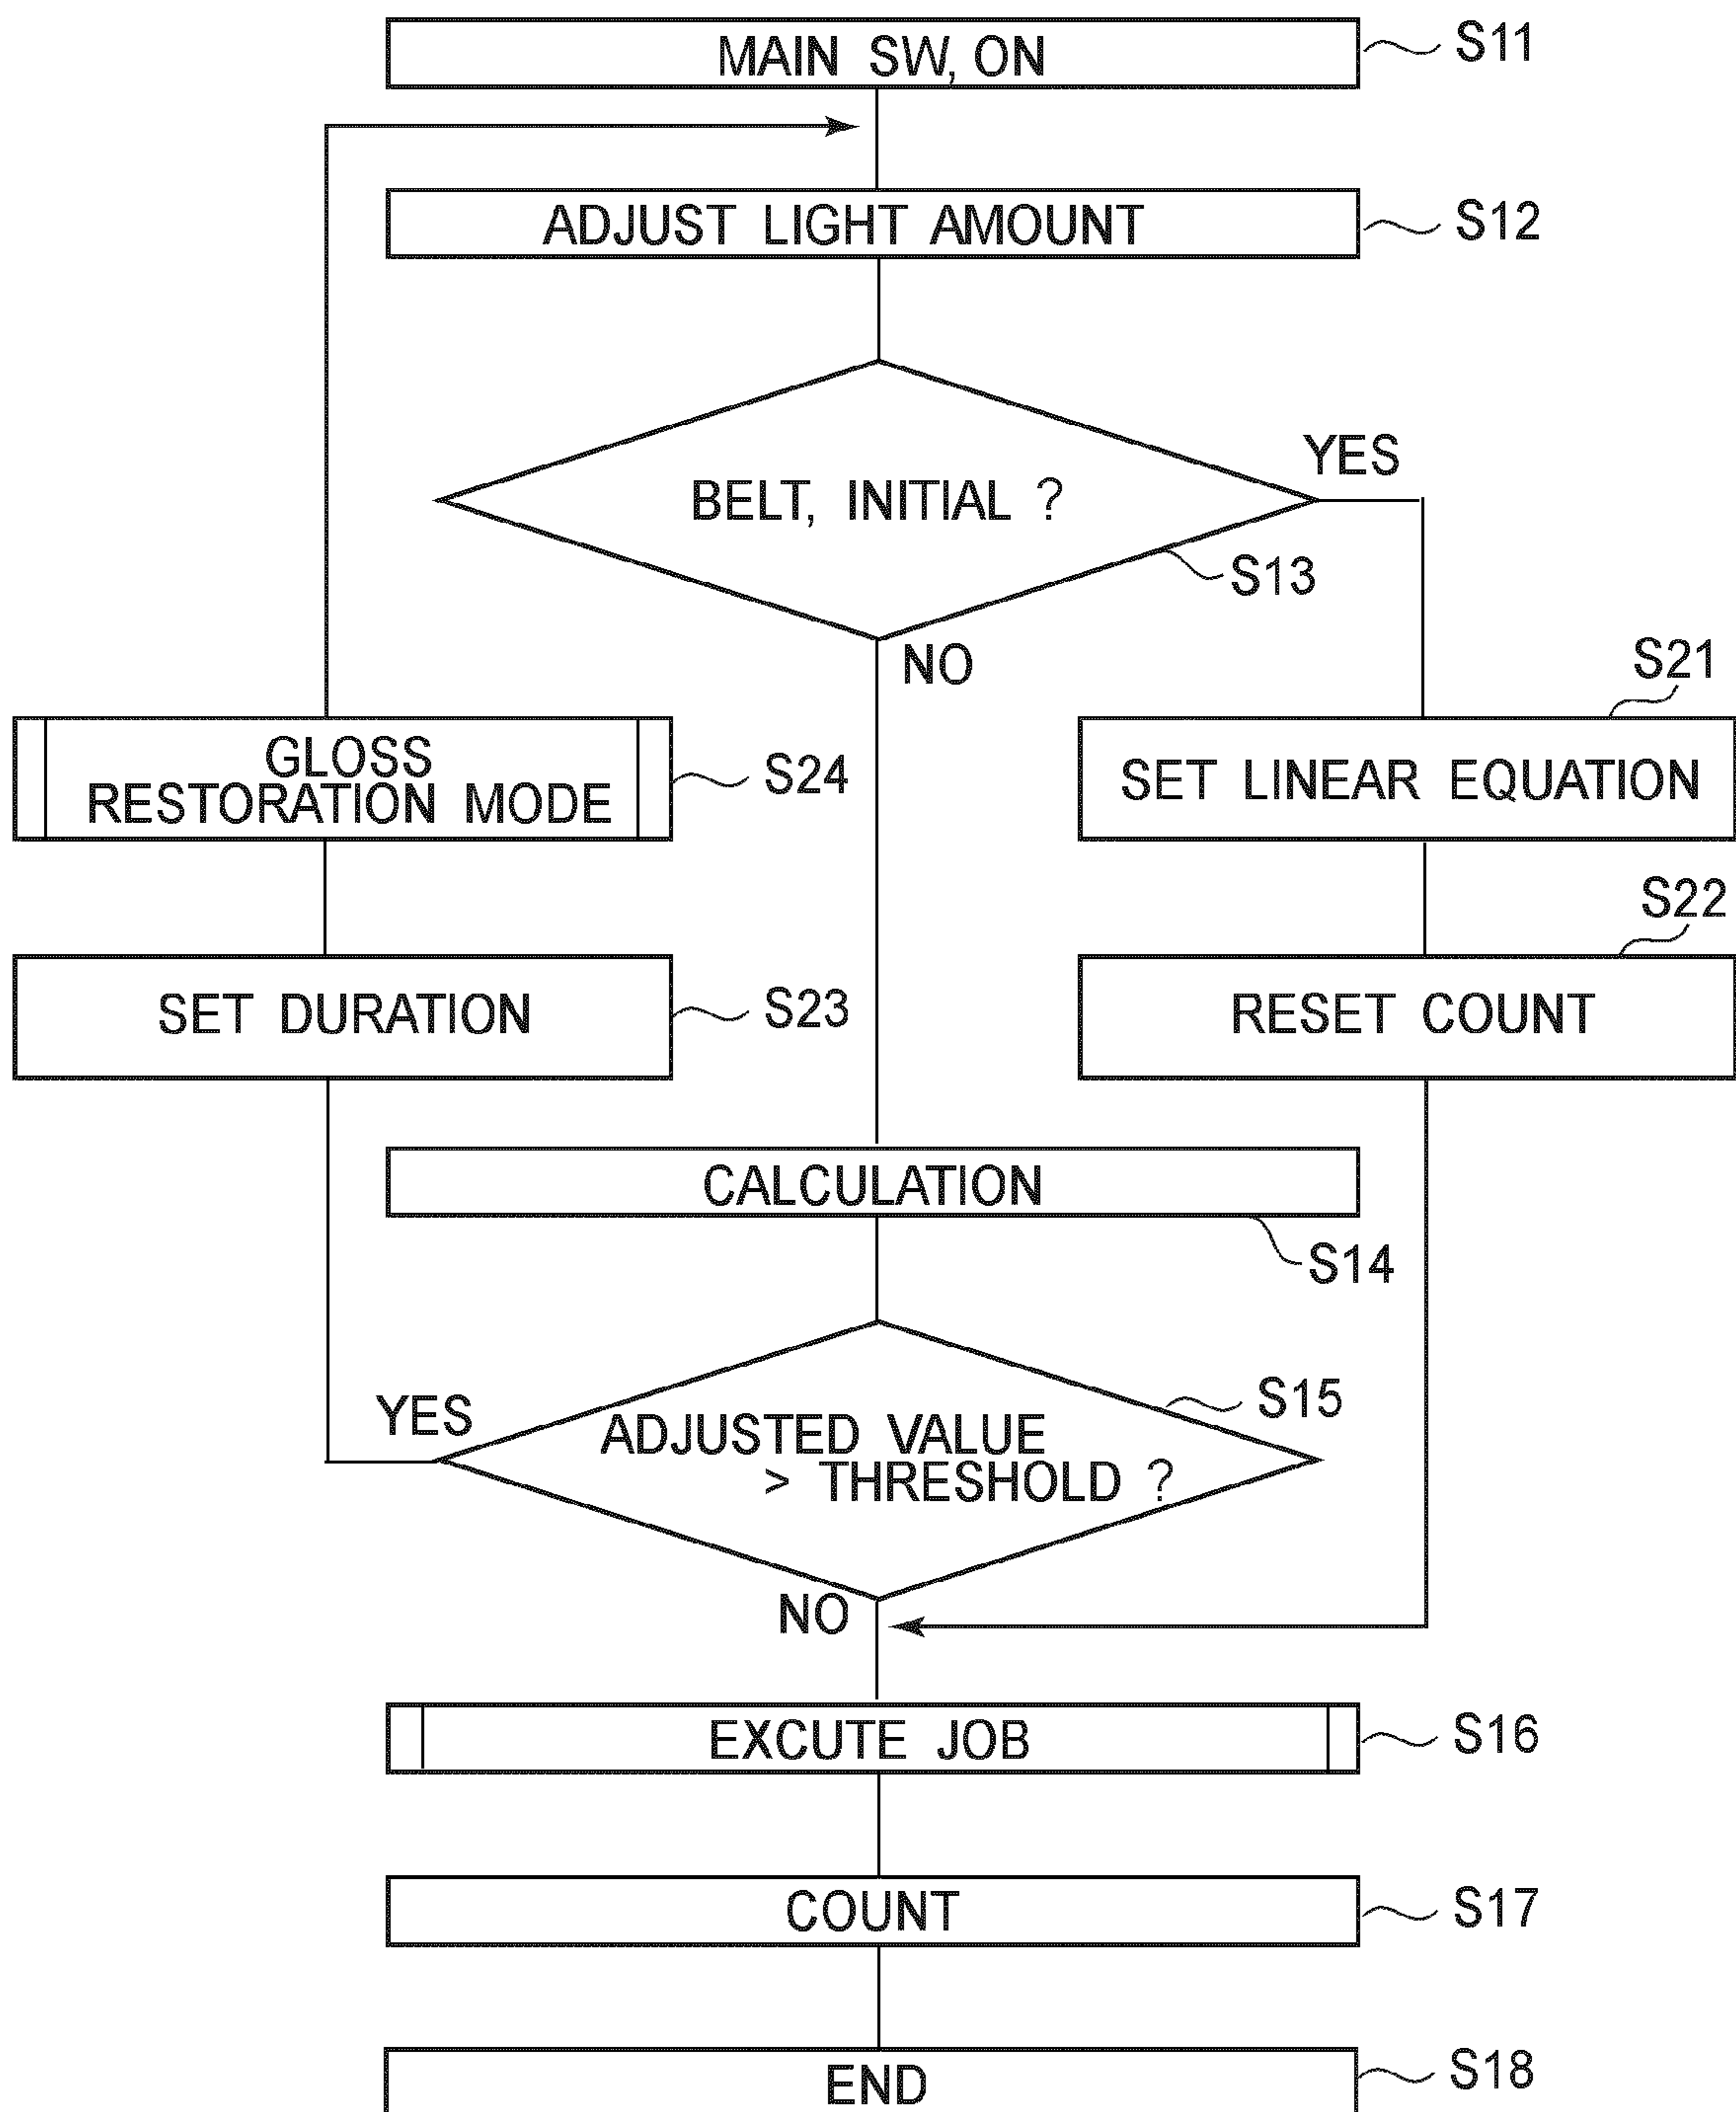 MAIN SW, ON
S11
ADJUST LIGHT AMOUNT
S12
BELT, INITIAL ?
YES
S13
NO
S21
GLOSS
RESTORATION MODE
S24
SET LINEAR EQUATION
S22
SET DURATION
S23
RESET COUNT
CALCULATION
S14
YES
ADJUSTED VALUE
> THRESHOLD ?
S15
NO
EXCUTE JOB
S16
COUNT
S17
END
S18